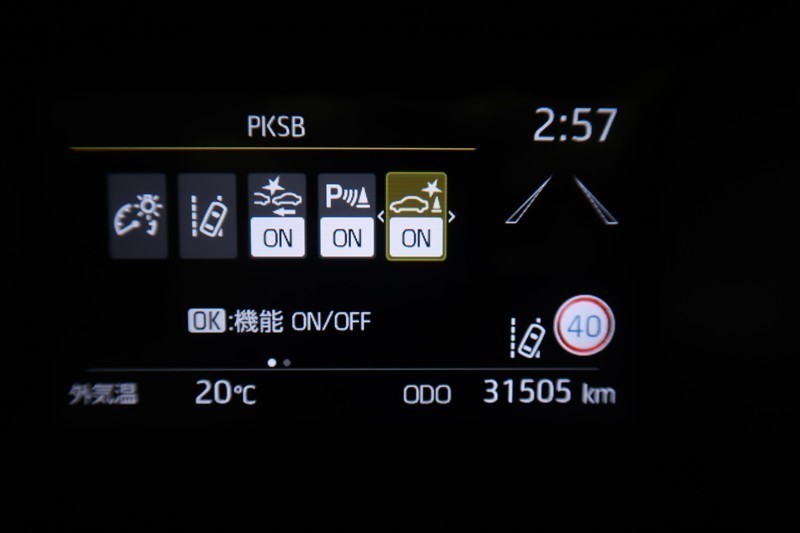 PKSB
2:57
P
ON ON ON
OK:機能 ON/OFF
40
外気温 20℃ ODO 31505 km